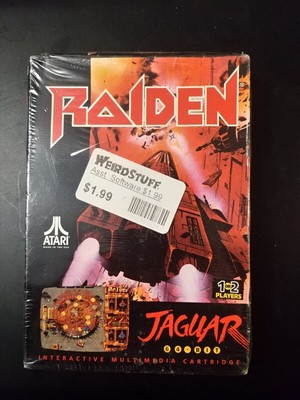 RAIDEN
WEIRDSTUFF
Asst. Software $1.99
$1.99
ATARI
1-2
PLAYERS
JAGUAR
64-BIT
INTERACTIVE MULTIMEDIA CARTRIDGE